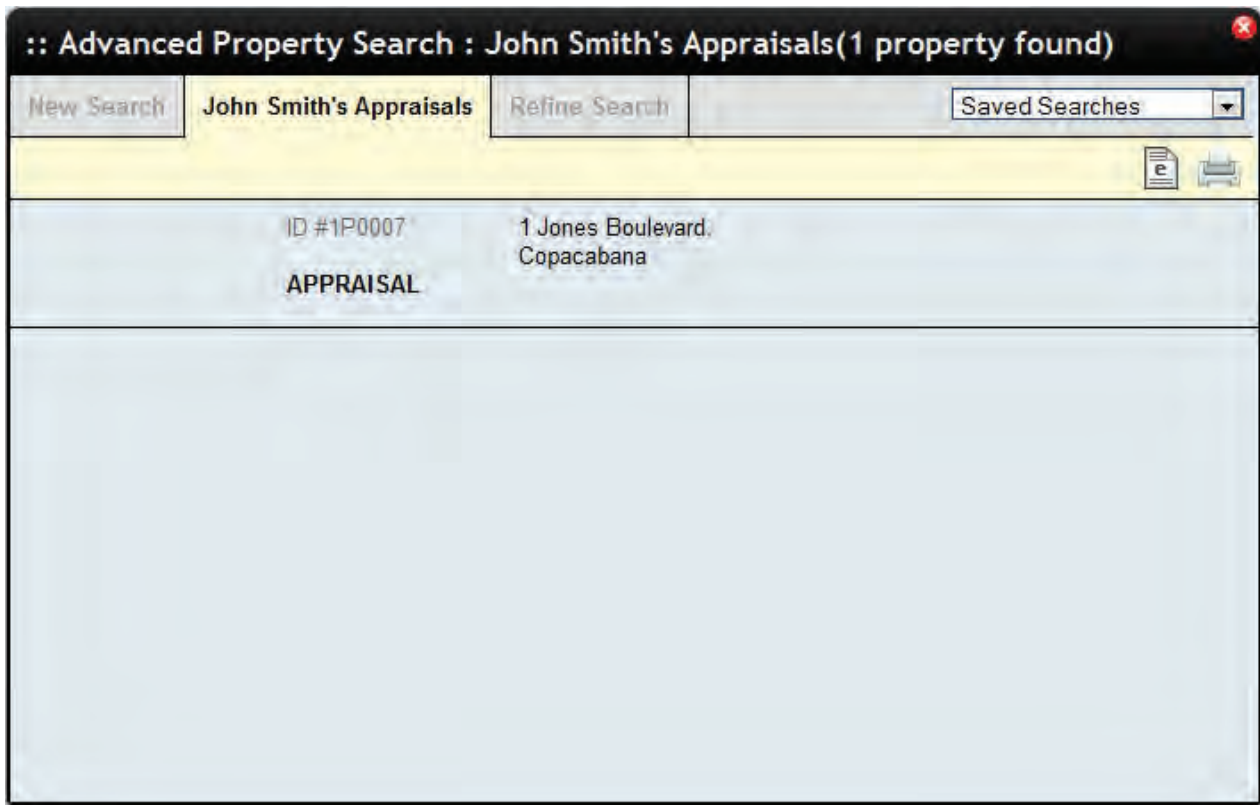 :: Advanced Property Search : John Smith's Appraisals(1 property found)
New Search John Smith's Appraisals Refine Search Saved Searches
e
ID #1P0007 1 Jones Boulevard.
Copacabana
APPRAISAL